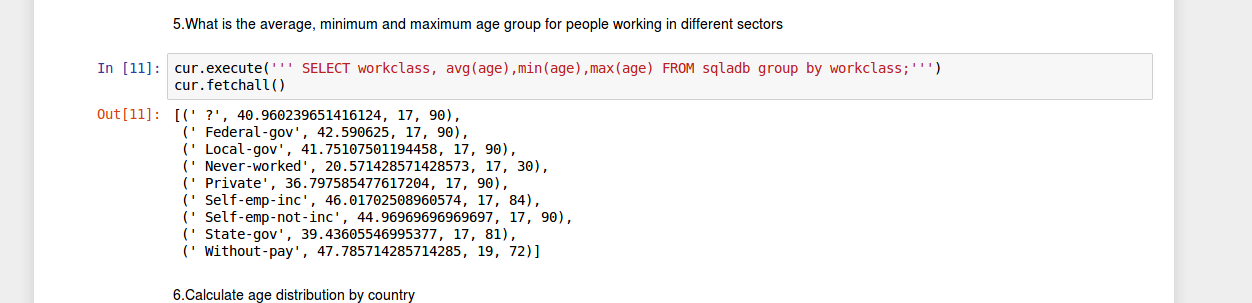 5.What is the average, minimum and maximum age group for people working in different sectors
In [11]: cur.execute(''' SELECT workclass, avg(age),min(age),max(age) FROM sqladb group by workclass;''')
cur.fetchall()
Out[11]: [(' ?', 40.960239651416124, 17, 90),
(' Federal-gov', 42.590625, 17, 90),
(' Local-gov', 41.75107501194458, 17, 90),
(' Never-worked', 20.571428571428573, 17, 30),
(' Private', 36.797585477617204, 17, 90),
(' Self-emp-inc', 46.01702508960574, 17, 84),
(' Self-emp-not-inc', 44.96969696969697, 17, 90),
(' State-gov', 39.43605546995377, 17, 81),
(' Without-pay', 47.785714285714285, 19, 72)]
6.Calculate age distribution by country